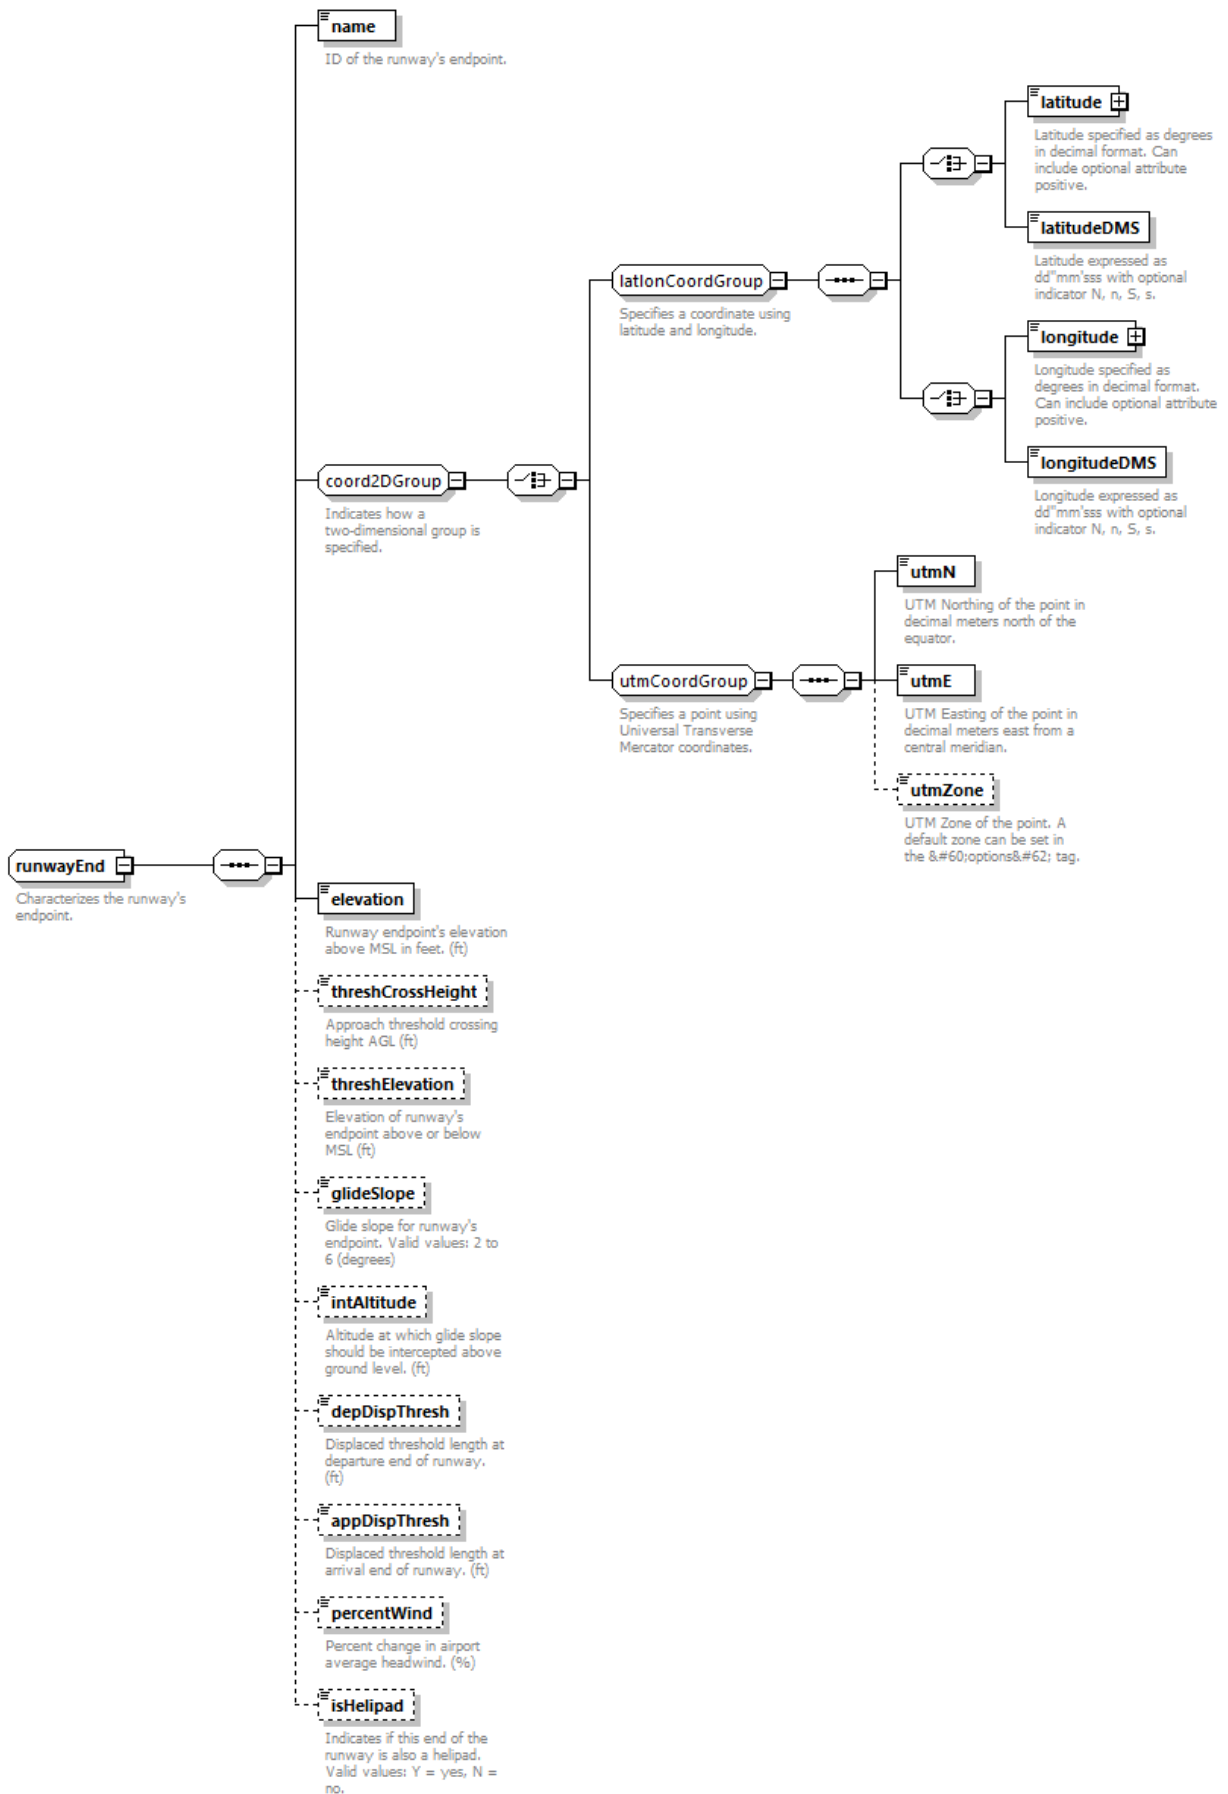 name
ID of the runway's endpoint.
latitude
Latitude specified as degrees
in decimal format. Can
include optional attribute
positive.
latitudeDMS
Latitude expressed as
dd"mm'sss with optional
indicator N, n, S, s.
latlonCoordGroup
Specifies a coordinate using
latitude and longitude.
longitude
Longitude specified as
degrees in decimal format.
Can include optional attribute
positive.
longitudeDMS
Longitude expressed as
dd"mm'sss with optional
indicator N, n, S, s.
coord2DGroup
Indicates how a
two-dimensional group is
specified.
utmN
UTM Northing of the point in
decimal meters north of the
equator.
utmCoordGroup
Specifies a point using
Universal Transverse
Mercator coordinates.
utmE
UTM Easting of the point in
decimal meters east from a
central meridian.
utmZone
UTM Zone of the point. A
default zone can be set in
the &#60;options&#62; tag.
runwayEnd
Characterizes the runway's
endpoint.
elevation
Runway endpoint's elevation
above MSL in feet. (ft)
threshCrossHeight
Approach threshold crossing
height AGL (ft)
threshElevation
Elevation of runway's
endpoint above or below
MSL (ft)
glideSlope
Glide slope for runway's
endpoint. Valid values: 2 to
6 (degrees)
intAltitude
Altitude at which glide slope
should be intercepted above
ground level. (ft)
depDispThresh
Displaced threshold length at
departure end of runway.
(ft)
appDispThresh
Displaced threshold length at
arrival end of runway. (ft)
percentWind
Percent change in airport
average headwind. (%)
isHelipad
Indicates if this end of the
runway is also a helipad.
Valid values: Y = yes, N =
no.